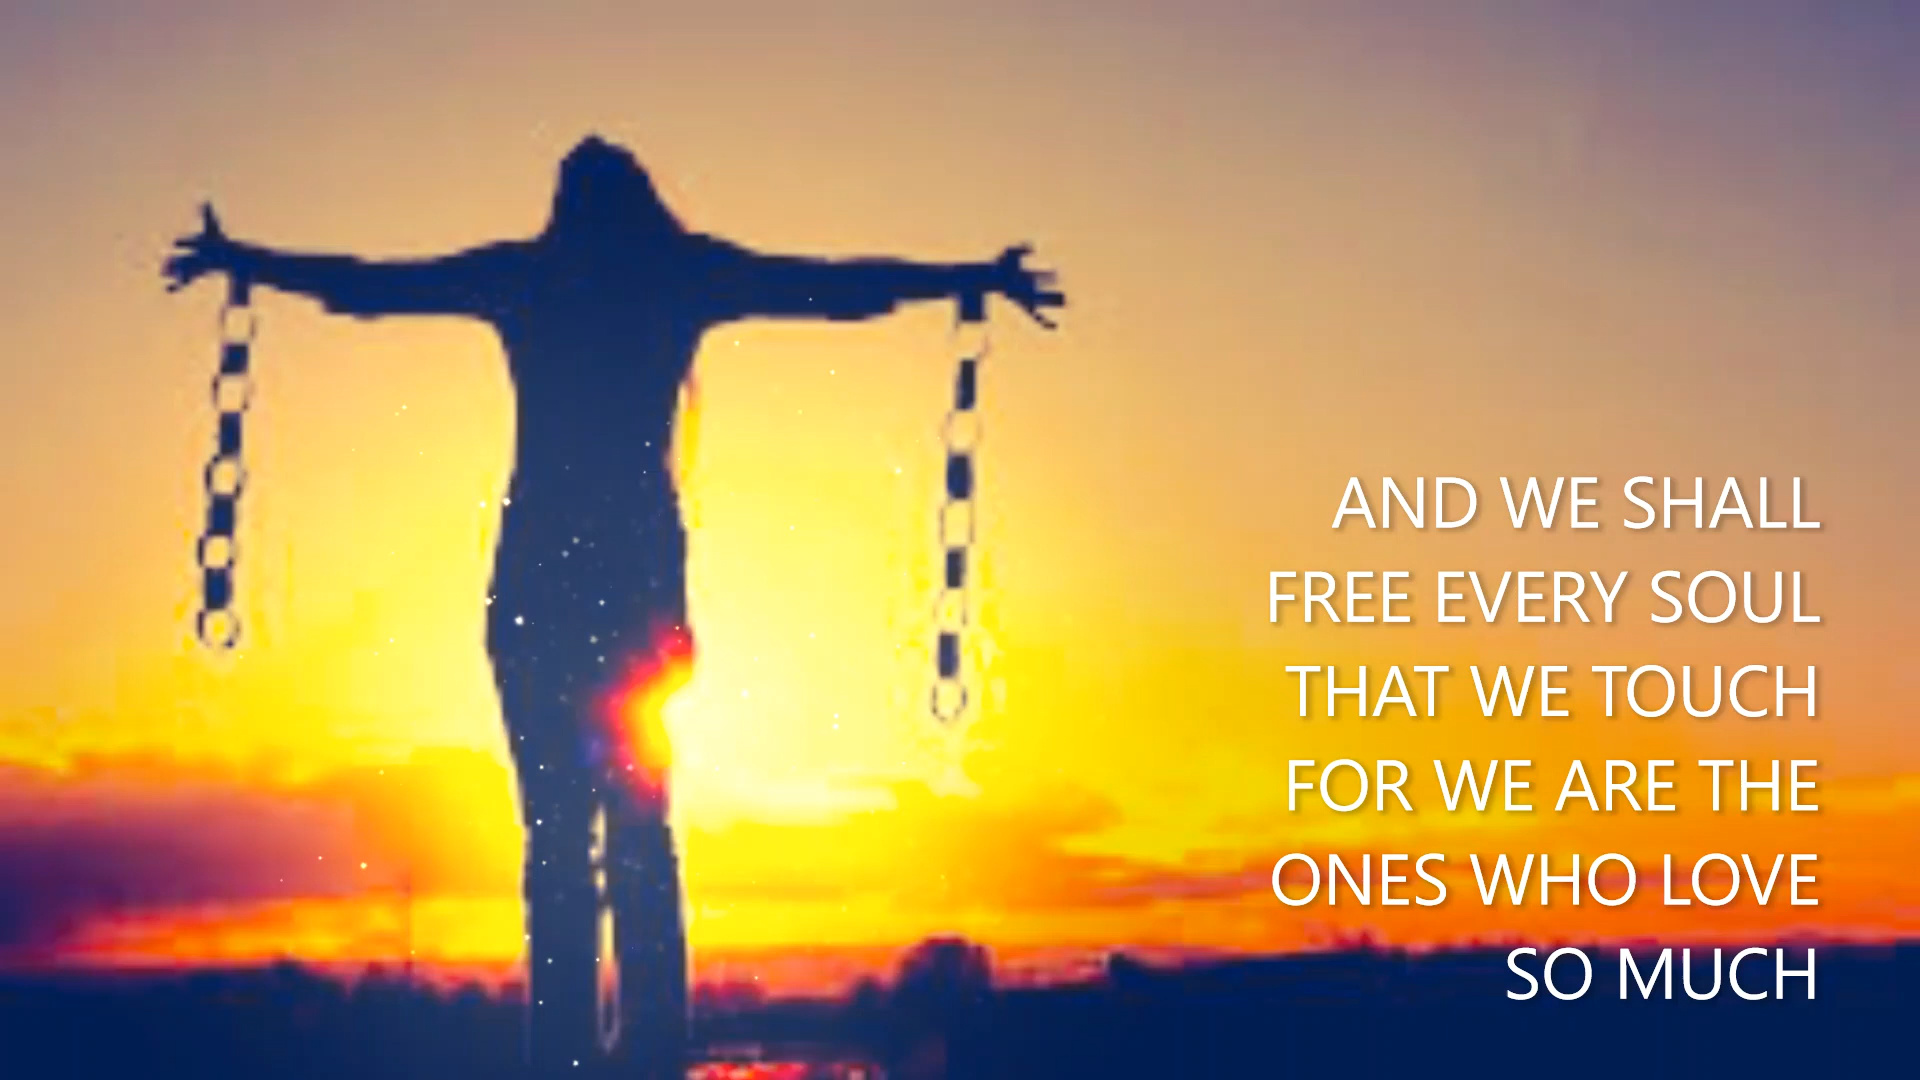 AND WE SHALL
FREE EVERY SOUL
THAT WE TOUCH
FOR WE ARE THE
ONES WHO LOVE
SO MUCH